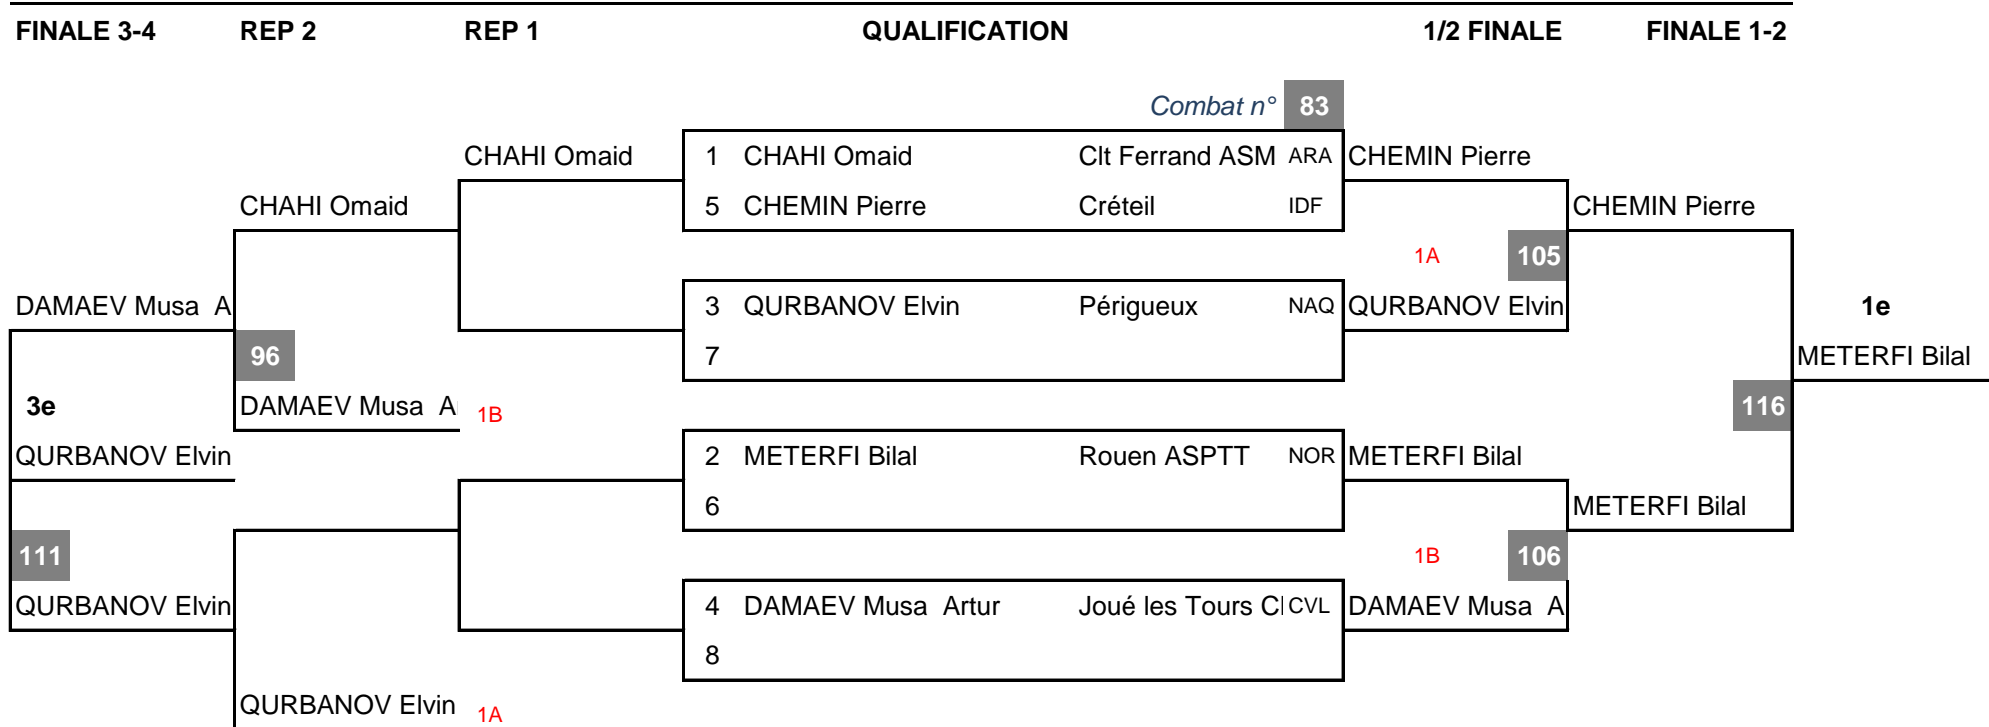 FINALE 3-4 REP 2 REP 1 QUALIFICATION 1/2 FINALE FINALE 1-2
Combat n° 83
CHAHI Omaid 1 CHAHI Omaid Clt Ferrand ASM ARA CHEMIN Pierre
CHAHI Omaid 5 CHEMIN Pierre Créteil IDF CHEMIN Pierre
1A 105
DAMAEV Musa A 3 QURBANOV Elvin Périgueux NAQ QURBANOV Elvin 1e
96 7 METERFI Bilal
3e DAMAEV Musa A 1B 116
QURBANOV Elvin 2 METERFI Bilal Rouen ASPTT NOR METERFI Bilal
6 METERFI Bilal
111 1B 106
QURBANOV Elvin 4 DAMAEV Musa Artur Joué les Tours C CVL DAMAEV Musa A
8
QURBANOV Elvin 1A